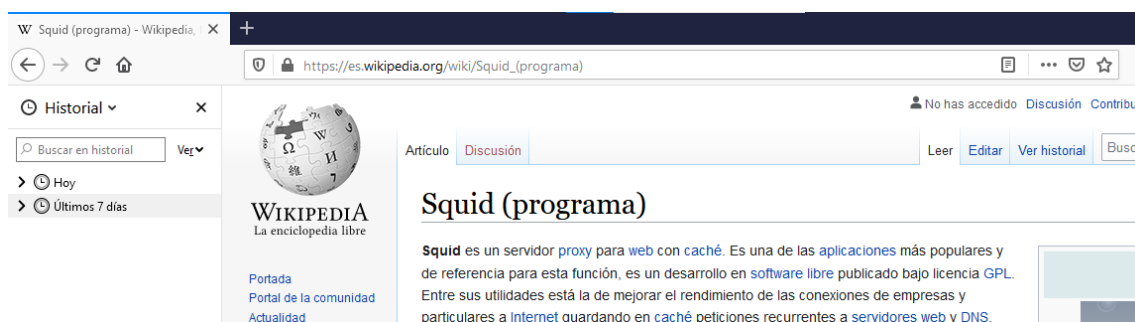 W Squid (programa) - Wikipedia,
https://es.wikipedia.org/wiki/Squid_(programa)
Historial
Buscar en historial
Ver
Hoy
Últimos 7 días
Ω W И 7
WIKIPEDIA
La enciclopedia libre
Portada
Portal de la comunidad
Actualidad
No has accedido Discusión Contribu
Artículo Discusión
Leer Editar Ver historial Busc
Squid (programa)
Squid es un servidor proxy para web con caché. Es una de las aplicaciones más populares y
de referencia para esta función, es un desarrollo en software libre publicado bajo licencia GPL.
Entre sus utilidades está la de mejorar el rendimiento de las conexiones de empresas y
particulares a Internet guardando en caché peticiones recurrentes a servidores web y DNS,